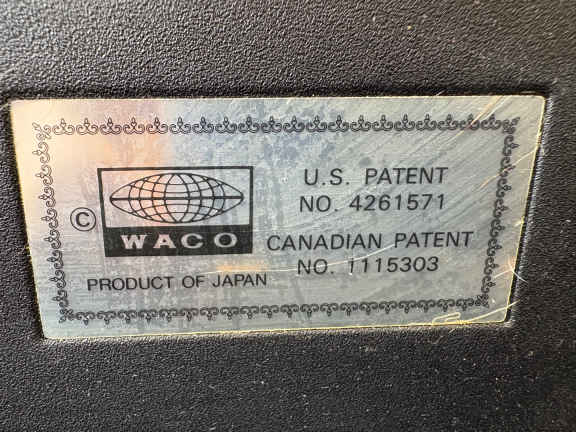 ©
WACO
PRODUCT OF JAPAN
U.S. PATENT
NO. 4261571
CANADIAN PATENT
NO. 1115303